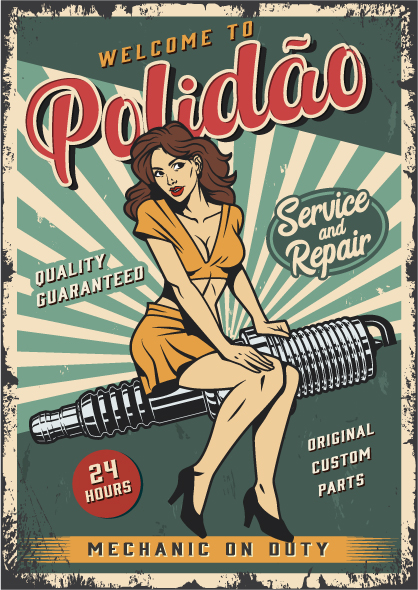 WELCOME TO
Polidão
Service
and
Repair
QUALITY
GUARANTEED
ORIGINAL
CUSTOM
PARTS
24
HOURS
MECHANIC ON DUTY